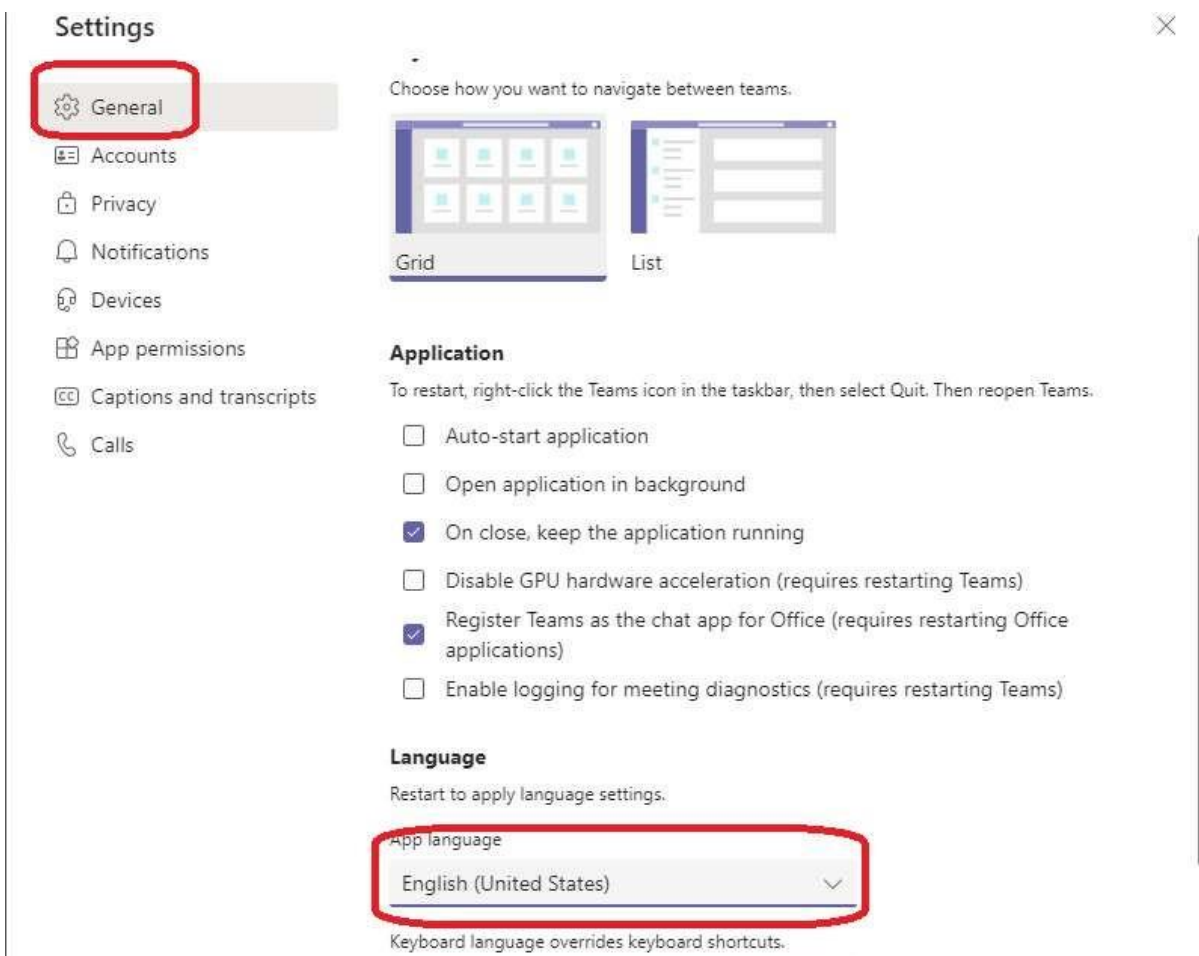 Settings
General
Accounts
Privacy
Notifications
Devices
App permissions
Captions and transcripts
Calls
Choose how you want to navigate between teams.
Grid
List
Application
To restart, right-click the Teams icon in the taskbar, then select Quit. Then reopen Teams.
Auto-start application
Open application in background
On close, keep the application running
Disable GPU hardware acceleration (requires restarting Teams)
Register Teams as the chat app for Office (requires restarting Office
applications)
Enable logging for meeting diagnostics (requires restarting Teams)
Language
Restart to apply language settings.
App language
English (United States)
Keyboard language overrides keyboard shortcuts.